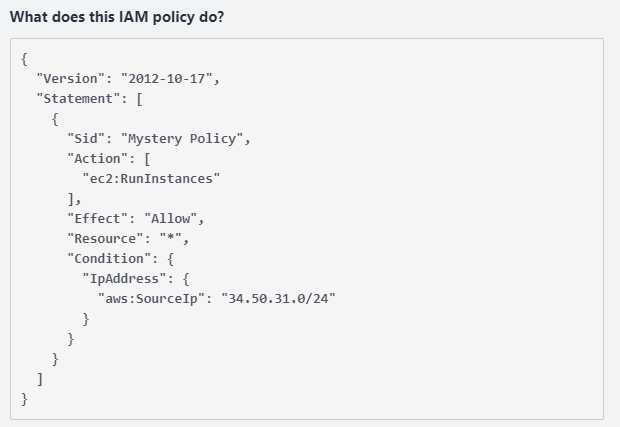 What does this IAM policy do?
{
"Version": "2012-10-17",
"Statement": [
{
"Sid": "Mystery Policy",
"Action": [
"ec2:RunInstances"
],
"Effect": "Allow",
"Resource": "*",
"Condition": {
"IpAddress": {
"aws:SourceIp": "34.50.31.0/24"
}
}
}
]
}